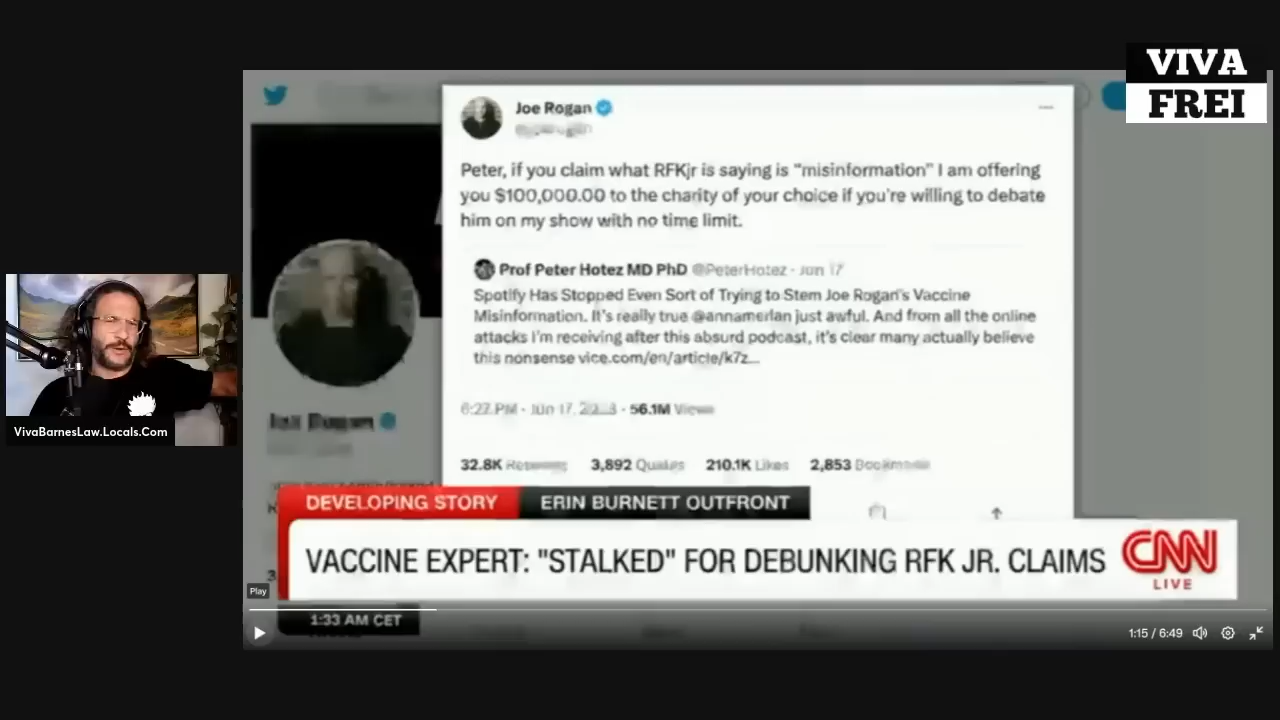 VIVA
FREI
Joe Rogan
Peter, if you claim what RFKjr is saying is "misinformation" I am offering
you $100,000.00 to the charity of your choice if you're willing to debate
him on my show with no time limit.
Prof Peter Hotez MD PhD @PeterHotez · Jun 17
Spotify Has Stopped Even Sort of Trying to Stem Joe Rogan's Vaccine
Misinformation. It's really true @annamerlan just awful. And from all the online
attacks I'm receiving after this absurd podcast, it's clear many actually believe
this nonsense vice.com/en/article/k7z...
6:27 PM · Jun 17, · 56.1M Views
32.8K 3,892 Quotes 210.1K Likes 2,853 Bookmarks
Joe Rogan
VivaBarnesLaw.Locals.Com
DEVELOPING STORY ERIN BURNETT OUTFRONT
VACCINE EXPERT: "STALKED" FOR DEBUNKING RFK JR. CLAIMS
CNN
LIVE
Play
1:33 AM CET
1:15 / 6:49